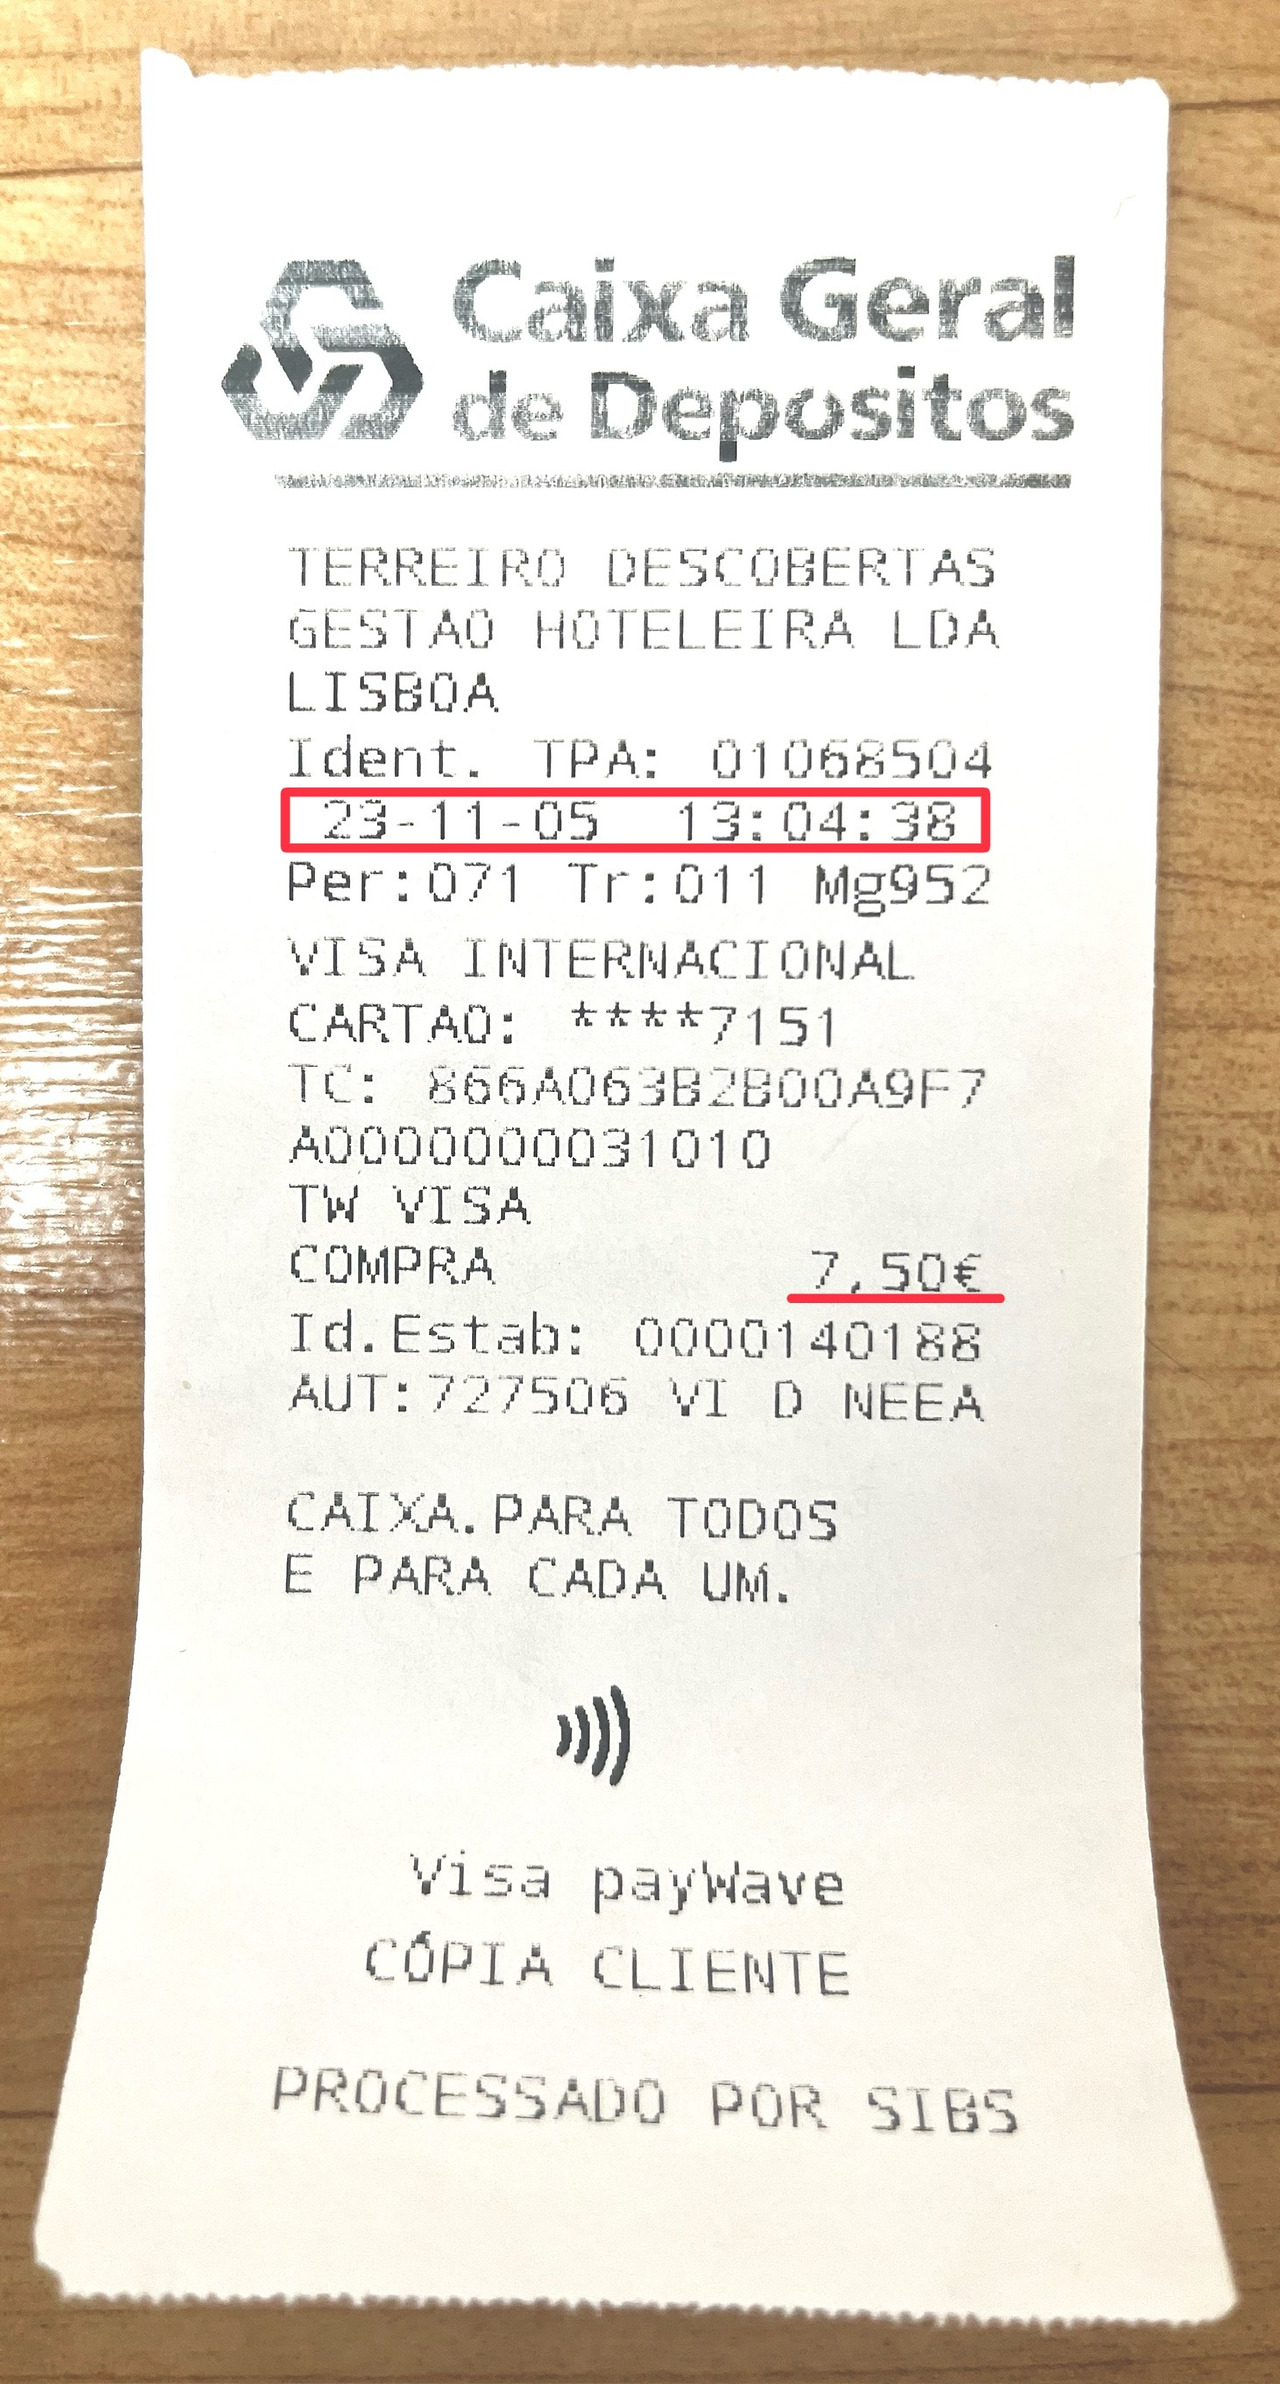 Caixa Geral
de Depositos
TERREIRO DESCOBERTAS
GESTAO HOTELEIRA LDA
LISBOA
Ident. TPA: 01068504
23-11-05 13:04:38
Per:071 Tr:011 Mg952
VISA INTERNACIONAL
CARTAO: ****7151
TC: 866A063B2B00A9F7
A0000000031010
TW VISA
COMPRA 7,50€
Id.Estab: 0000140188
AUT:727506 VI D NEEA
CAIXA.PARA TODOS
E PARA CADA UM.
Visa payWave
CÓPIA CLIENTE
PROCESSADO POR SIBS